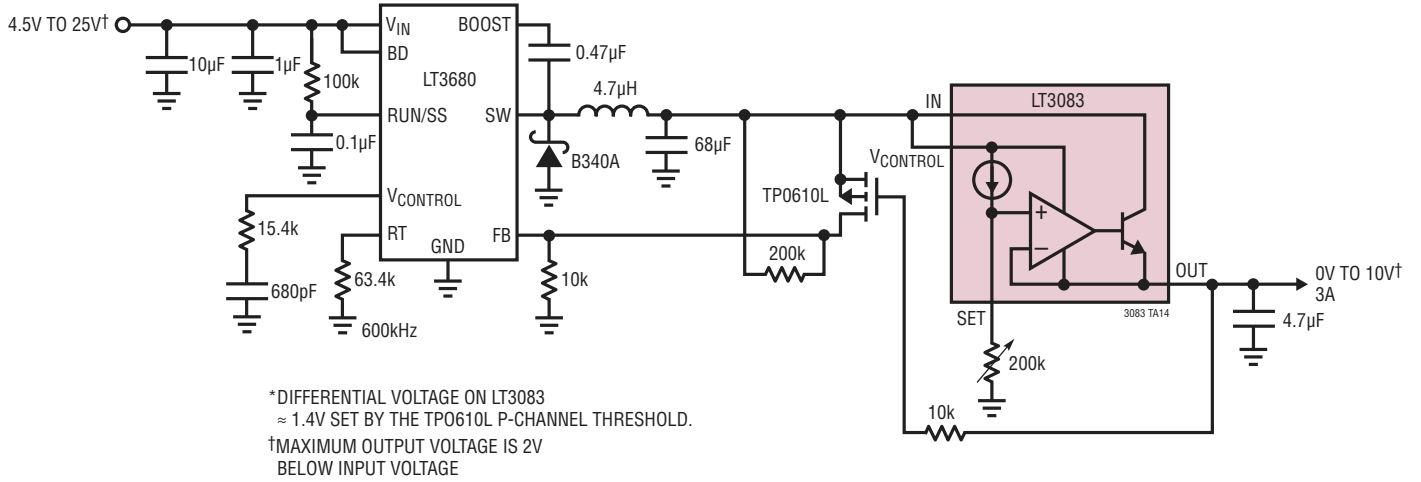 4.5V TO 25V†
10µF
1µF
100k
0.1µF
15.4k
680pF
63.4k
600kHz
VIN
BD
RUN/SS
VCONTROL
RT
GND
LT3680
BOOST
SW
FB
0.47µF
4.7µH
B340A
68µF
10k
200k
TP0610L
IN
VCONTROL
LT3083
+
–
OUT
SET
3083 TA14
200k
10k
4.7µF
0V TO 10V†
3A
*DIFFERENTIAL VOLTAGE ON LT3083
≈ 1.4V SET BY THE TP0610L P-CHANNEL THRESHOLD.
†MAXIMUM OUTPUT VOLTAGE IS 2V
BELOW INPUT VOLTAGE